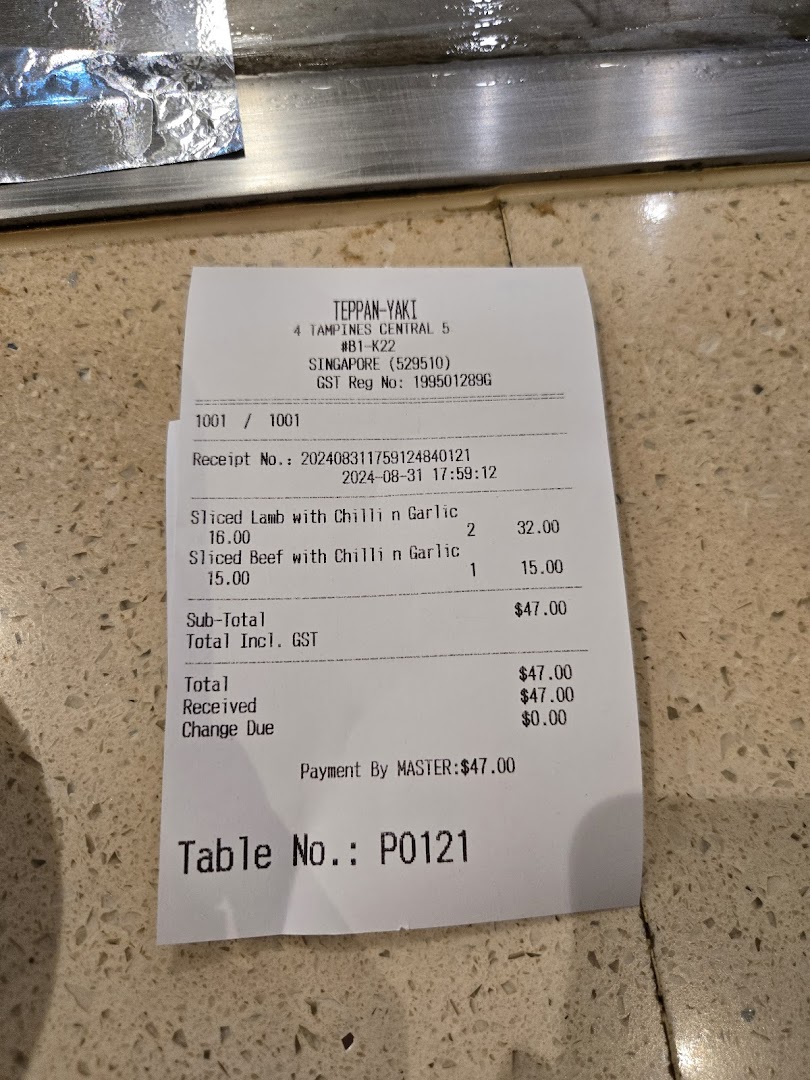 TEPPAN-YAKI
4 TAMPINES CENTRAL 5
#B1-K22
SINGAPORE (529510)
GST Reg No: 199501289G
1001 / 1001
Receipt No.: 202408311759124840121
2024-08-31 17:59:12
Sliced Lamb with Chilli n Garlic
16.00 2 32.00
Sliced Beef with Chilli n Garlic
15.00 1 15.00
Sub-Total $47.00
Total Incl. GST
Total $47.00
Received $47.00
Change Due $0.00
Payment By MASTER:$47.00
Table No.: P0121